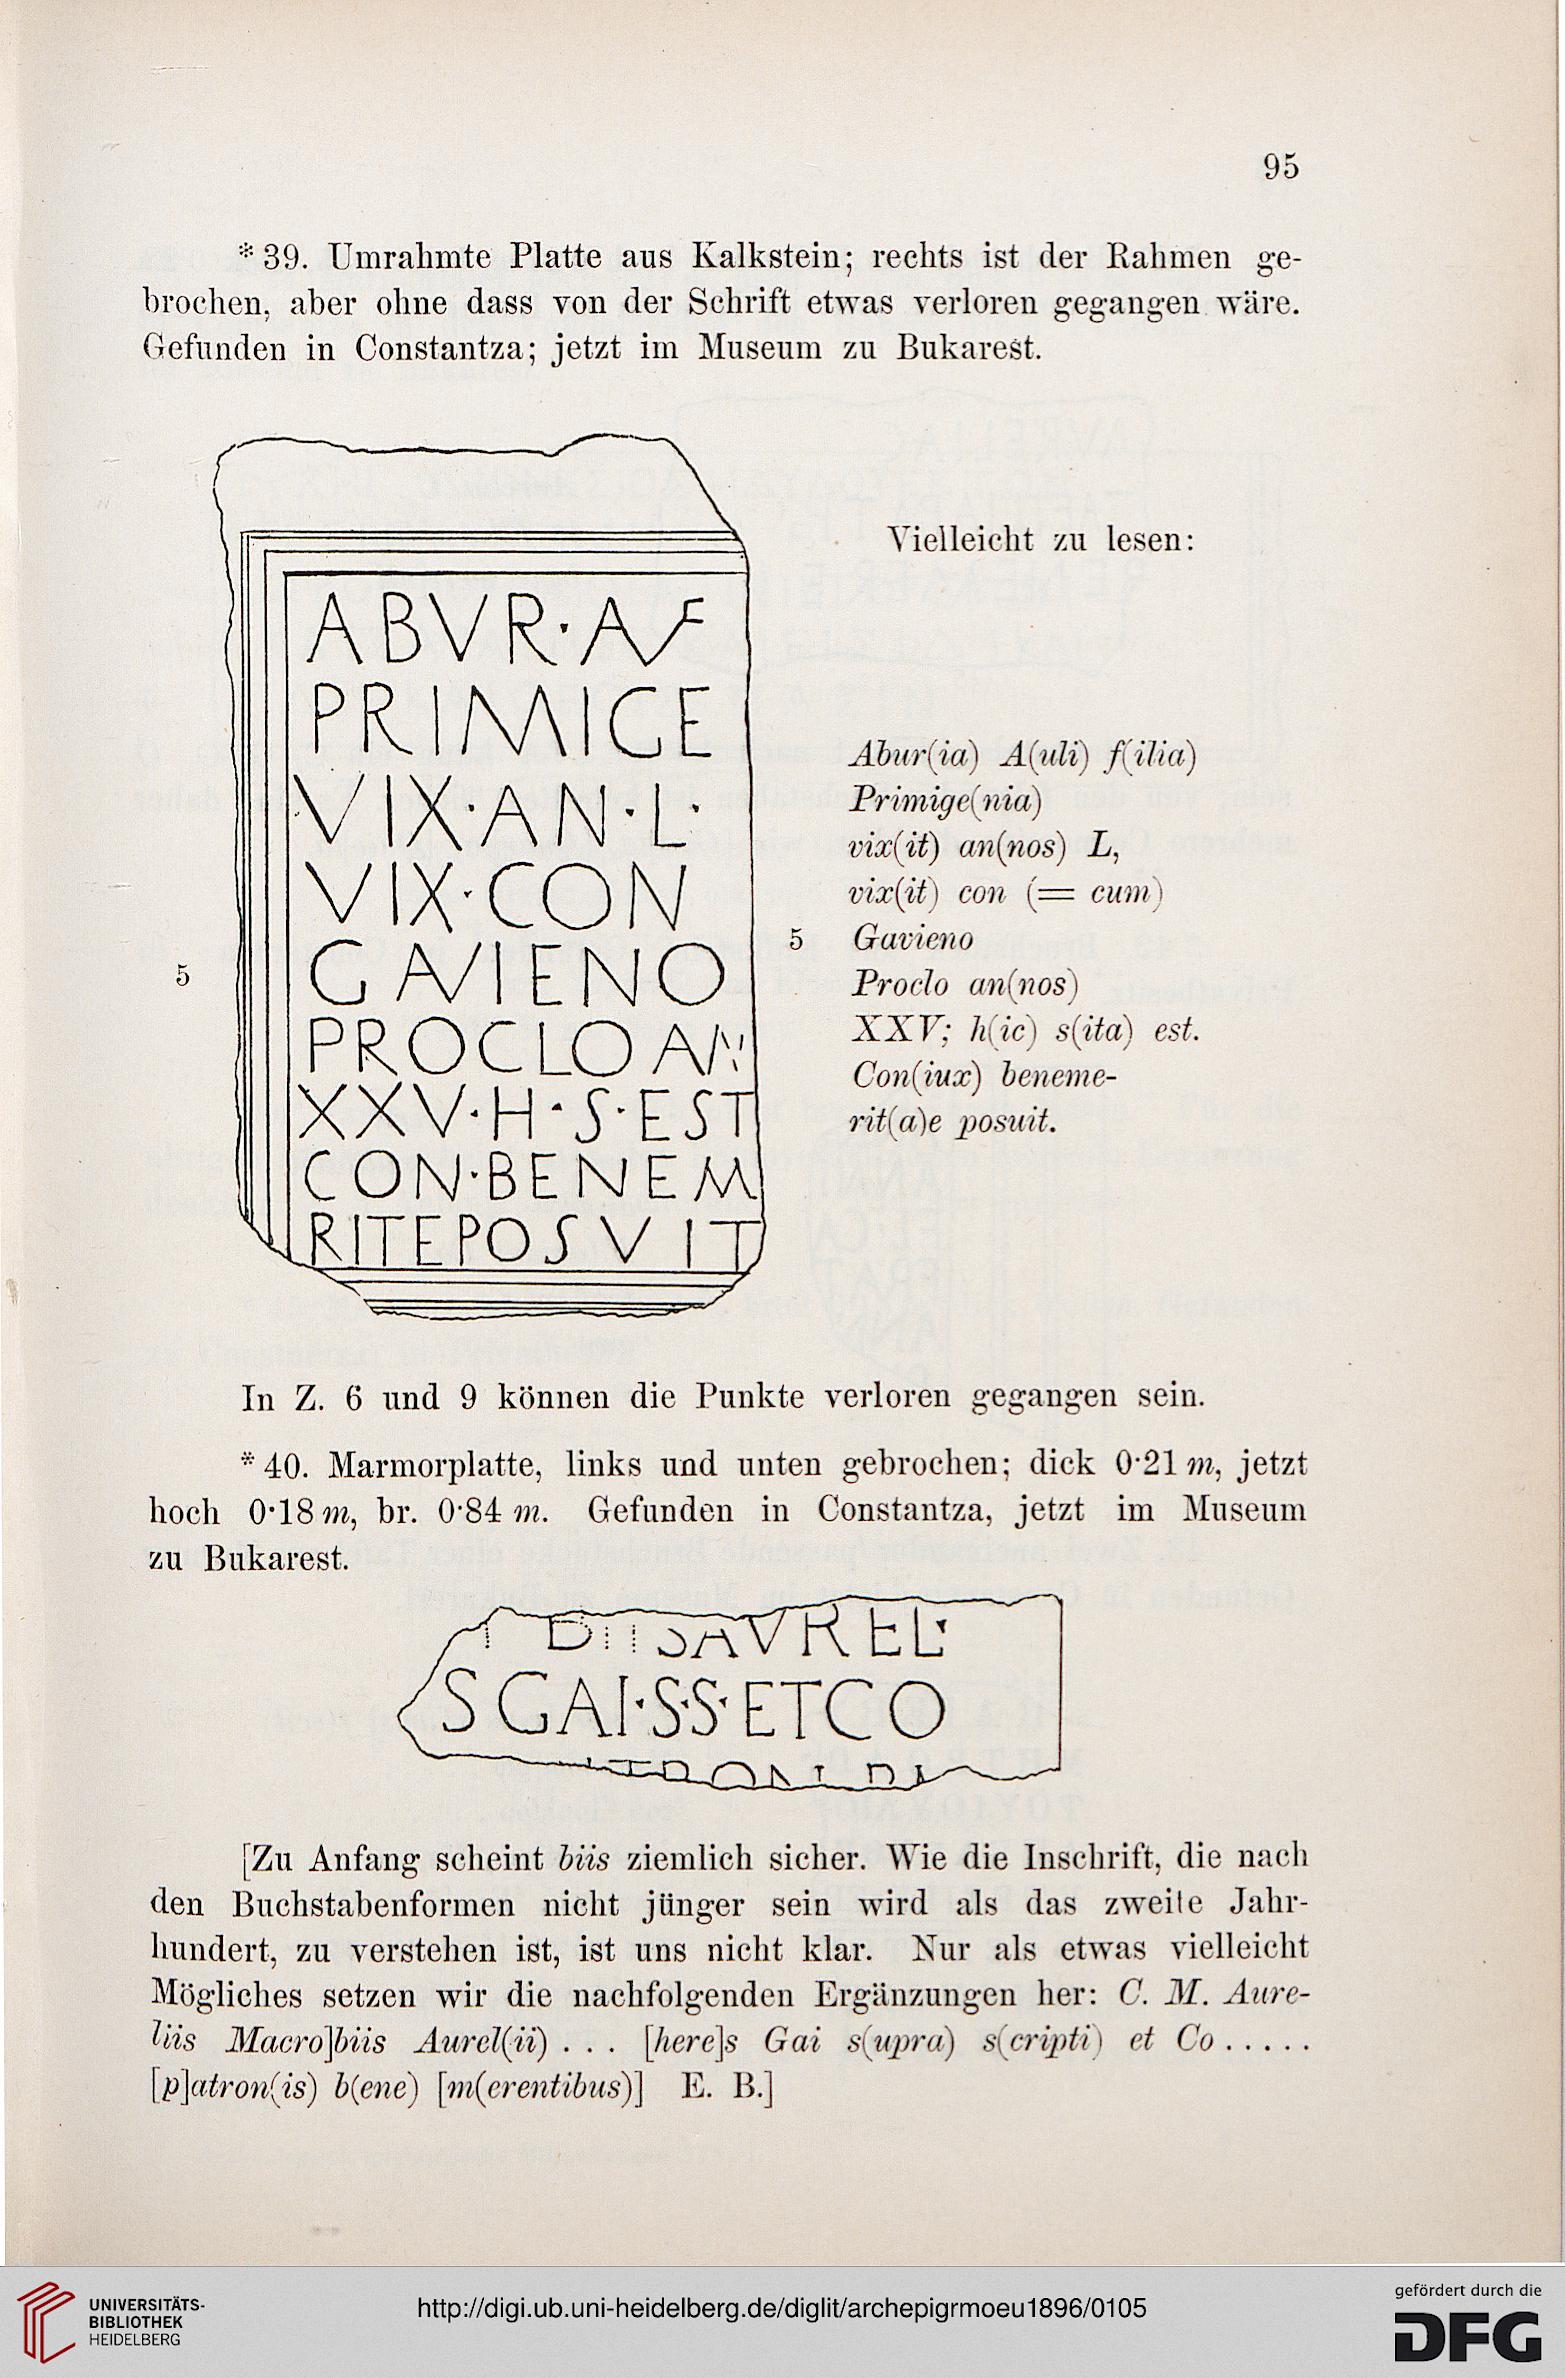 95
* 39. Umrahmte Platte aus Kalkstein; rechts ist der Rahmen ge-
brochen, aber ohne dass von der Schrift etwas verloren gegangen wäre.
Gefunden in Constantza; jetzt im Museum zu Bukarest.
Vielleicht zu lesen:
ABVR·AF
PRIMIGE
VIX·AN·L·
VIX·CON
5 GAVIENO
PROCLO AN
XXV·H·S·EST
CON·BENEM
RITEPOSVIT
Abur(ia) A(uli) f(ilia)
Primige(nia)
vix(it) an(nos) L,
vix(it) con (= cum)
5 Gavieno
Proclo an(nos)
XXV; h(ic) s(ita) est.
Con(iux) beneme-
rit(a)e posuit.
In Z. 6 und 9 können die Punkte verloren gegangen sein.
* 40. Marmorplatte, links und unten gebrochen; dick 0·21 m, jetzt
hoch 0·18 m, br. 0·84 m. Gefunden in Constantza, jetzt im Museum
zu Bukarest.
BIISAVREL·
SGAI·S·S·ETCO
[Zu Anfang scheint biis ziemlich sicher. Wie die Inschrift, die nach
den Buchstabenformen nicht jünger sein wird als das zweite Jahr-
hundert, zu verstehen ist, ist uns nicht klar. Nur als etwas vielleicht
Mögliches setzen wir die nachfolgenden Ergänzungen her: C. M. Aure-
liis Macro]biis Aurel(ii) . . . [here]s Gai s(upra) s(cripti) et Co . . . . .
[p]atron(is) b(ene) [m(erentibus)] E. B.]
UNIVERSITÄTS-
BIBLIOTHEK
HEIDELBERG
http://digi.ub.uni-heidelberg.de/diglit/archepigrmoeu1896/0105
gefördert durch die
DFG